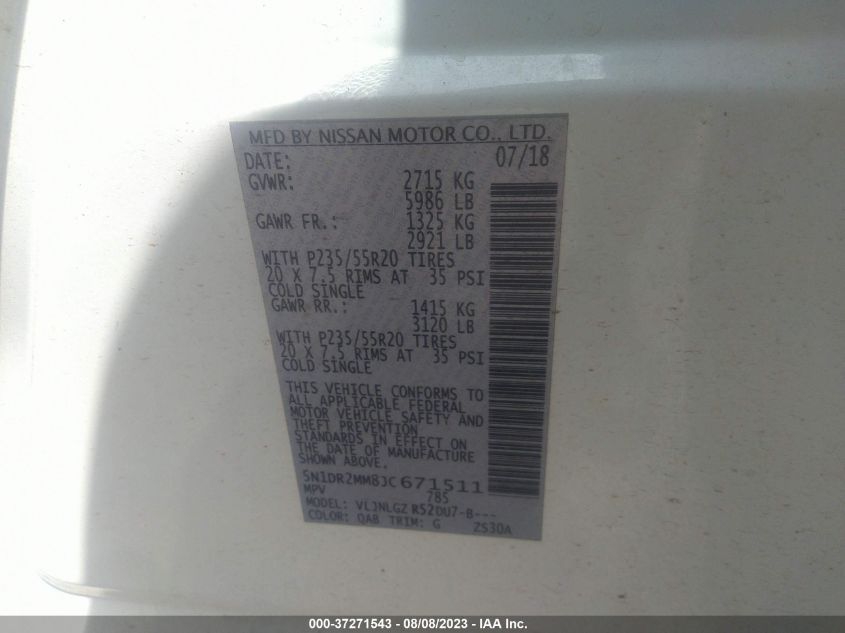 MFD BY NISSAN MOTOR CO., LTD.
DATE: 07/18
GVWR: 2715 KG
5986 LB
GAWR FR.: 1325 KG
2921 LB
WITH P235/55R20 TIRES
20 X 7.5 RIMS AT 35 PSI
COLD SINGLE
GAWR RR.: 1415 KG
3120 LB
WITH P235/55R20 TIRES
20 X 7.5 RIMS AT 35 PSI
COLD SINGLE
THIS VEHICLE CONFORMS TO
ALL APPLICABLE FEDERAL
MOTOR VEHICLE SAFETY AND
THEFT PREVENTION
STANDARDS IN EFFECT ON
THE DATE OF MANUFACTURE
SHOWN ABOVE.
5N1DR2MM8JC671511
MPV 785
MODEL: VLJNLGZ R52DU7-B---
COLOR: QAB TRIM: G ZS30A
000-37271543 - 08/08/2023 - IAA Inc.